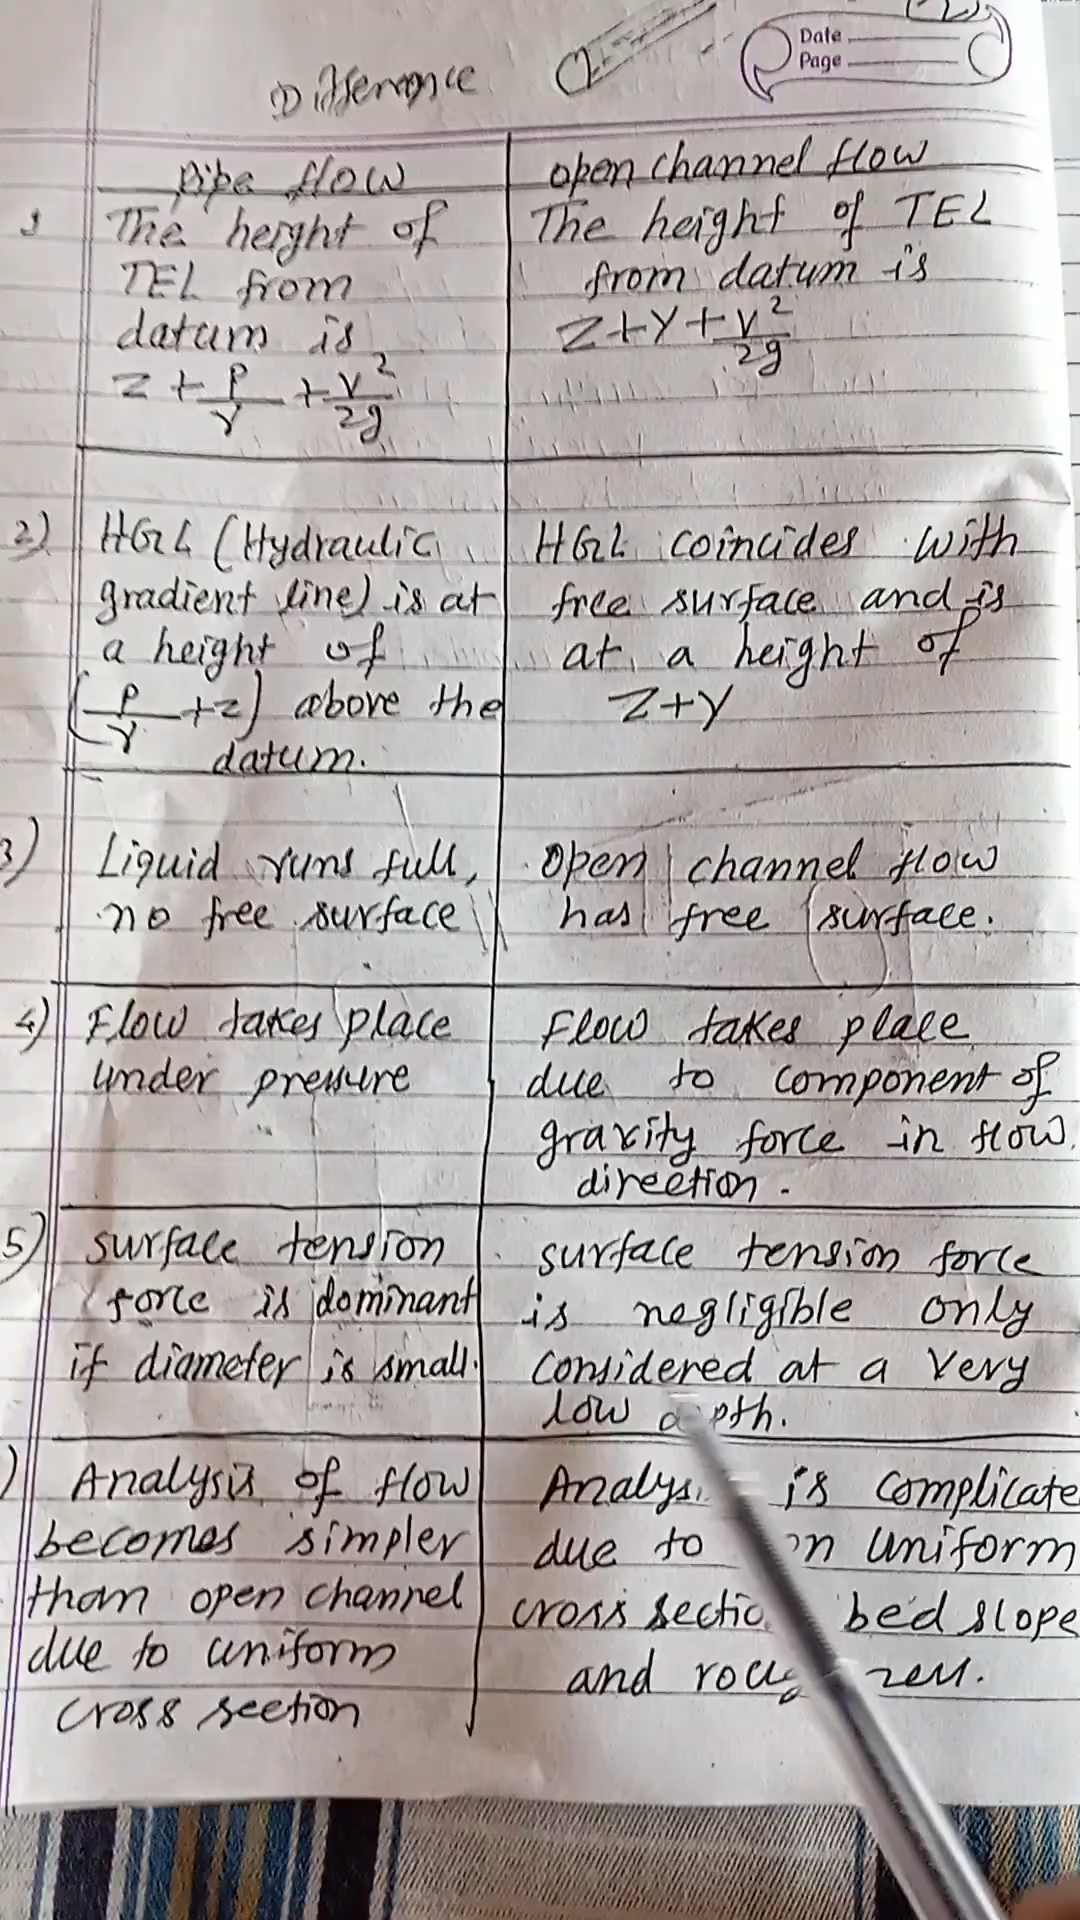 Date
Page
Difference
pipe flow
open channel flow
1
The height of
TEL from
datum is
z + P/γ + v²/2g
The height of TEL
from datum is
Z+Y+v²/2g
2)
HGL (Hydraulic
gradient line) is at
a height of
(P/γ + z) above the
datum.
HGL coincides with
free surface and is
at a height of
Z+Y
3)
Liquid runs full,
no free surface
open channel flow
has free surface.
4)
Flow takes place
under pressure
Flow takes place
due to component of
gravity force in flow
direction.
5)
surface tension
force is dominant
if diameter is small.
surface tension force
is negligible only
considered at a very
low depth.
)
Analysis of flow
becomes simpler
than open channel
due to uniform
cross section
Analys is complicate
due to n uniform
cross sectio bed slope
and